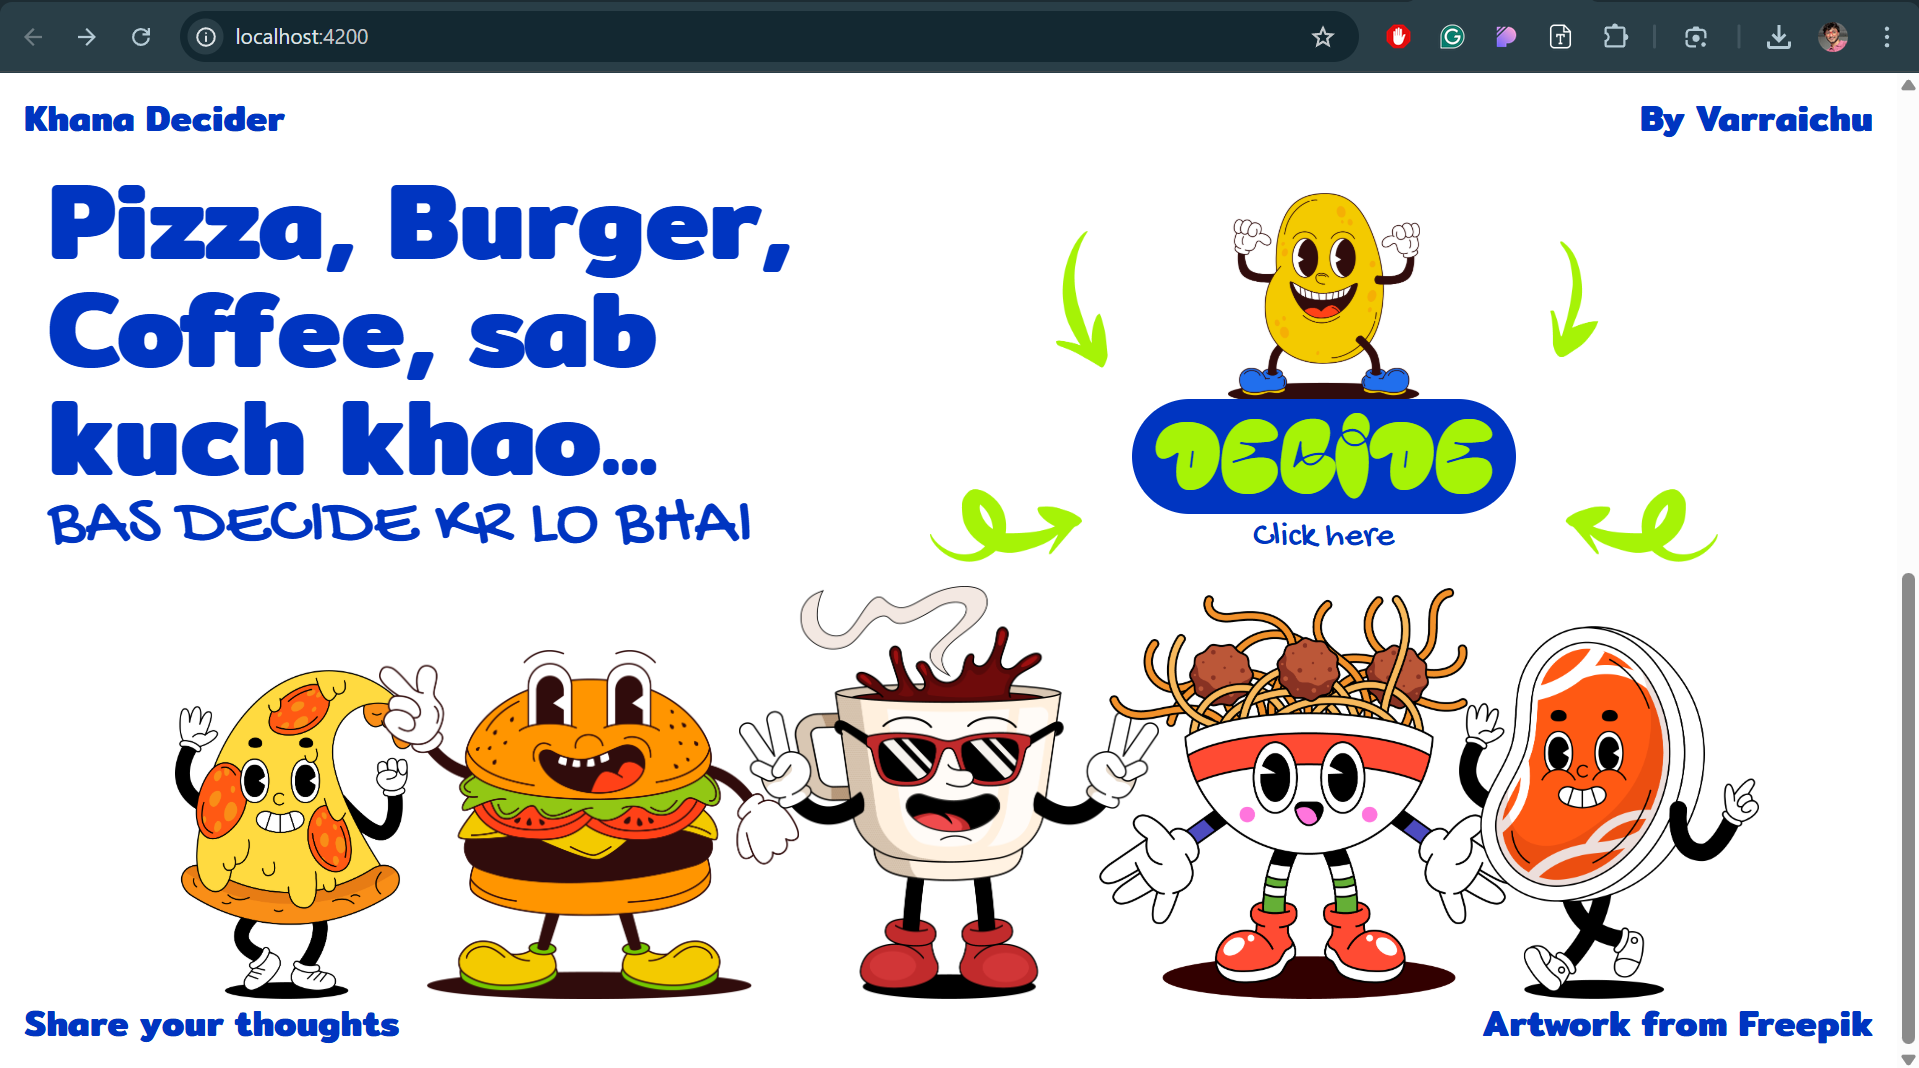 localhost:4200
Khana Decider
By Varraichu
Pizza, Burger,
Coffee, sab
kuch khao...
BAS DECIDE KR LO BHAI
DECIDE
Click here
Share your thoughts
Artwork from Freepik